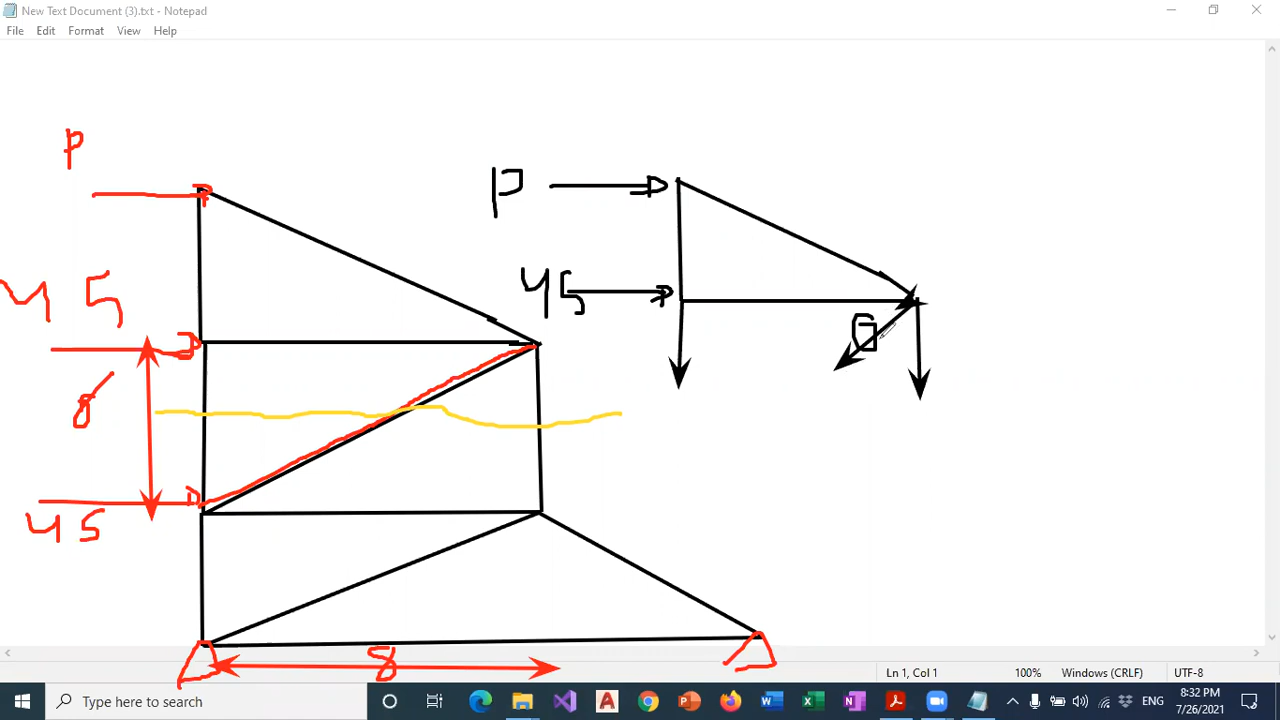 New Text Document (3).txt - Notepad
File Edit Format View Help
P
P
45
45
8
6
45
8
Ln 1, Col 1 100% Windows (CRLF) UTF-8
Type here to search
ENG
8:32 PM
7/26/2021